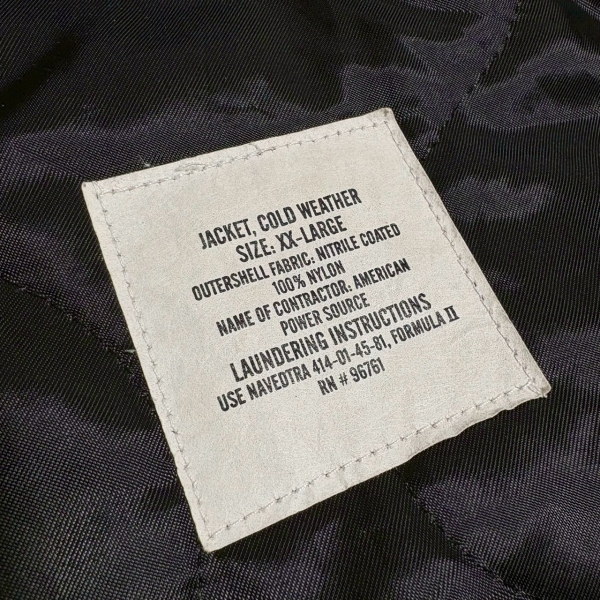 JACKET, COLD WEATHER
SIZE: XX-LARGE
OUTERSHELL FABRIC: NITRILE COATED
100% NYLON
NAME OF CONTRACTOR: AMERICAN
POWER SOURCE
LAUNDERING INSTRUCTIONS
USE NAVEDTRA 414-01-45-81, FORMULA II
RN # 96761